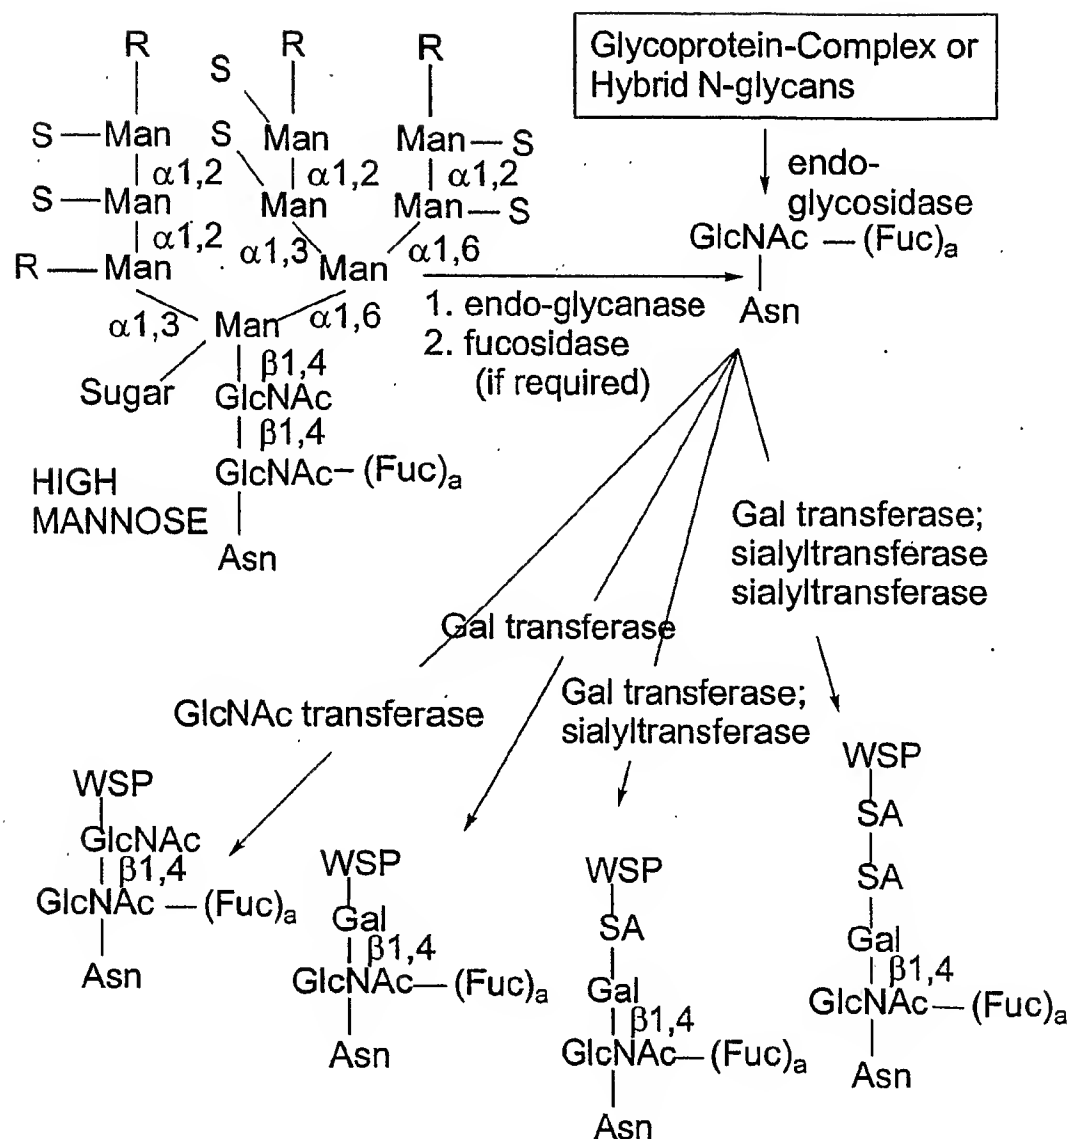 R
R
R
S
Glycoprotein-Complex or
Hybrid N-glycans
S—Man
S
Man
Man—S
α1,2
α1,2
α1,2
S—Man
Man
Man—S
α1,2
R—Man
α1,3
Man
α1,6
endo-
glycosidase
GlcNAc—(Fuc)a
Asn
1. endo-glycanase
2. fucosidase
(if required)
α1,3
Man
α1,6
β1,4
Sugar
GlcNAc
β1,4
GlcNAc–(Fuc)a
HIGH
MANNOSE
Asn
Gal transferase;
sialyltransferase
sialyltransferase
Gal transferase
Gal transferase;
sialyltransferase
GlcNAc transferase
WSP
GlcNAc
β1,4
GlcNAc—(Fuc)a
Asn
WSP
Gal
β1,4
GlcNAc—(Fuc)a
Asn
WSP
SA
Gal
β1,4
GlcNAc—(Fuc)a
Asn
WSP
SA
SA
Gal
β1,4
GlcNAc—(Fuc)a
Asn